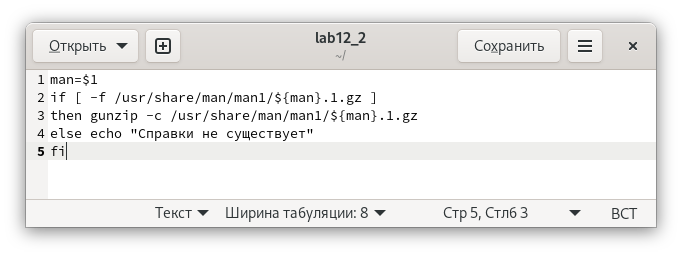 Открыть
lab12_2
~/
Сохранить
1 man=$1
2 if [ -f /usr/share/man/man1/${man}.1.gz ]
3 then gunzip -c /usr/share/man/man1/${man}.1.gz
4 else echo "Справки не существует"
5 fi
Текст Ширина табуляции: 8 Стр 5, Стлб 3 ВСТ